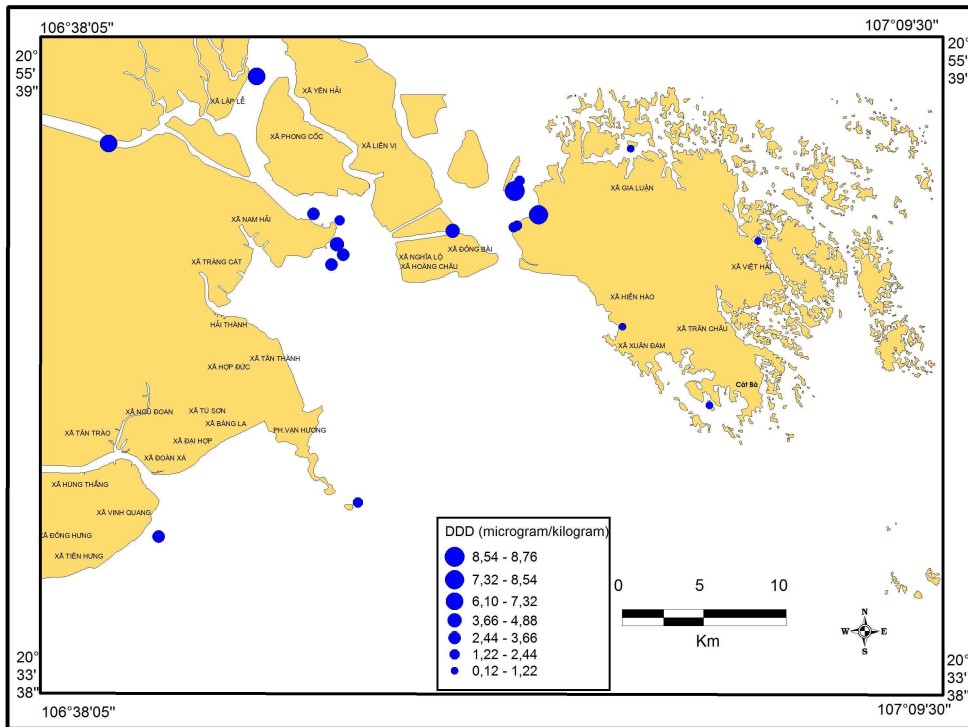 106°38'05"
107°09'30"
20°
55'
39"
20°
55'
39"
XÃ YÊN HẢI
XÃ LẬP LỄ
XÃ PHONG CỐC
XÃ LIÊN VỊ
XÃ GIA LUẬN
XÃ NAM HẢI
XÃ ĐỒNG BÀI
XÃ NGHĨA LỘ
XÃ TRÀNG CÁT
XÃ HOÀNG CHÂU
XÃ VIỆT HẢI
XÃ HIỀN HÀO
HẢI THÀNH
XÃ TRÂN CHÂU
XÃ XUÂN ĐÁM
XÃ TÂN THÀNH
XÃ HỢP ĐỨC
Cát Bà
XÃ NGŨ ĐOAN
XÃ TÚ SƠN
XÃ BÀNG LA
XÃ TÂN TRÀO
PH.VẠN HƯƠNG
XÃ ĐẠI HỢP
XÃ ĐOÀN XÁ
XÃ HÙNG THẮNG
XÃ VINH QUANG
XÃ ĐÔNG HƯNG
XÃ TIÊN HƯNG
DDD (microgram/kilogram)
8,54 - 8,76
7,32 - 8,54
6,10 - 7,32
3,66 - 4,88
2,44 - 3,66
1,22 - 2,44
0,12 - 1,22
0 5 10
Km
N
W E
S
20°
33'
38"
20°
33'
38"
106°38'05"
107°09'30"